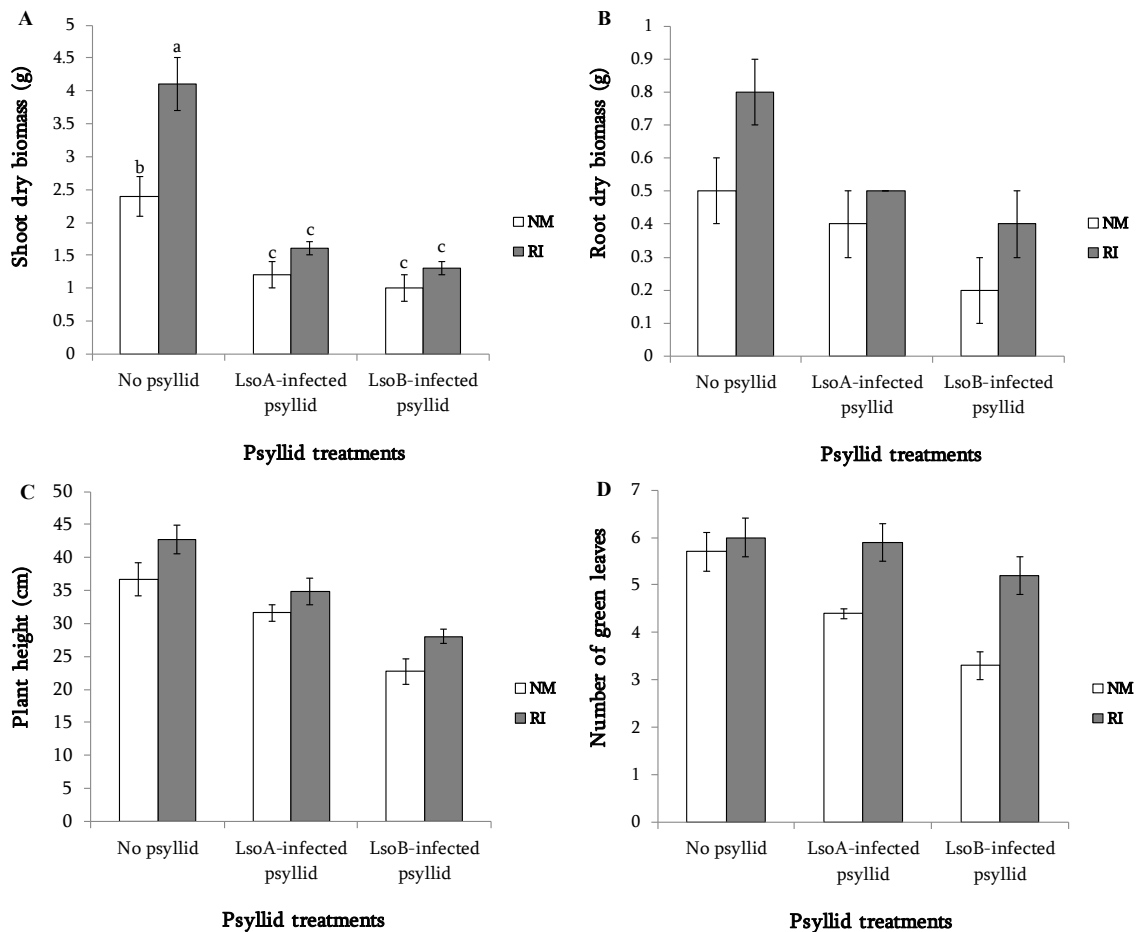 A
Shoot dry biomass (g)
5
4.5
4
3.5
3
2.5
2
1.5
1
0.5
0
b
a
c
c
c
c
No psyllid
LsoA-infected
psyllid
LsoB-infected
psyllid
Psyllid treatments
NM
RI
B
Root dry biomass (g)
1
0.9
0.8
0.7
0.6
0.5
0.4
0.3
0.2
0.1
0
No psyllid
LsoA-infected
psyllid
LsoB-infected
psyllid
Psyllid treatments
NM
RI
C
Plant height (cm)
50
45
40
35
30
25
20
15
10
5
0
No psyllid
LsoA-infected
psyllid
LsoB-infected
psyllid
Psyllid treatments
NM
RI
D
Number of green leaves
7
6
5
4
3
2
1
0
No psyllid
LsoA-infected
psyllid
LsoB-infected
psyllid
Psyllid treatments
NM
RI